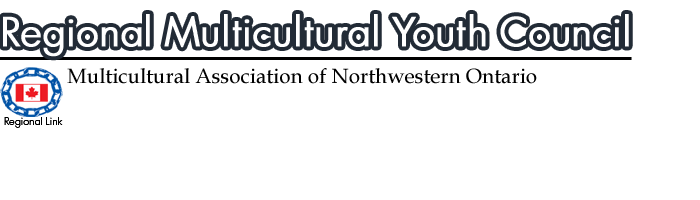 Regional Multicultural Youth Council
Multicultural Association of Northwestern Ontario
Regional Link